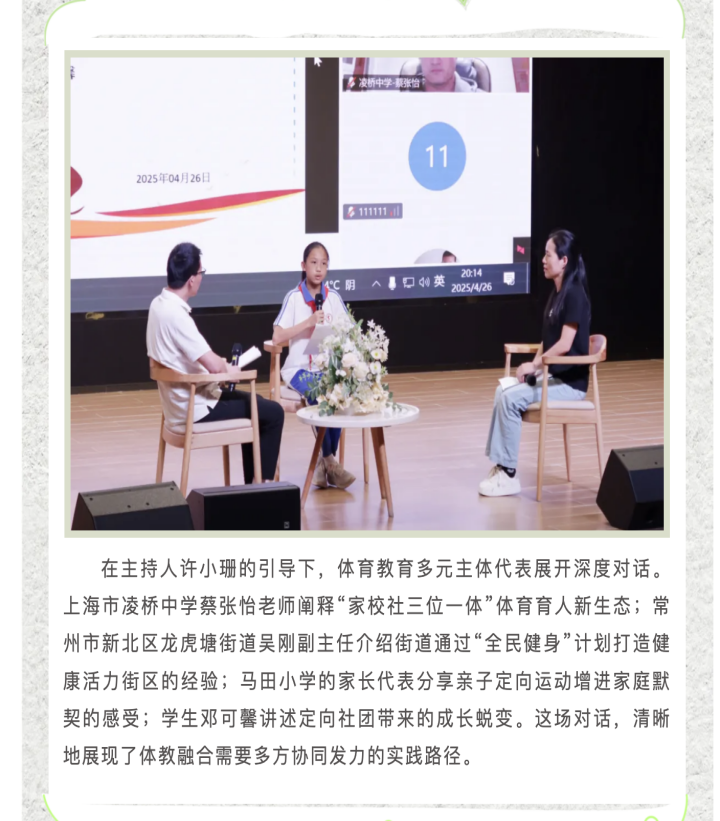 2025年04月26日
凌桥中学-蔡张怡
11
111111
℃ 阴
英
20:14
2025/4/26
在主持人许小珊的引导下，体育教育多元主体代表展开深度对话。
上海市凌桥中学蔡张怡老师阐释“家校社三位一体”体育育人新生态；常
州市新北区龙虎塘街道吴刚副主任介绍街道通过“全民健身”计划打造健
康活力街区的经验；马田小学的家长代表分享亲子定向运动增进家庭默
契的感受；学生邓可馨讲述定向社团带来的成长蜕变。这场对话，清晰
地展现了体教融合需要多方协同发力的实践路径。